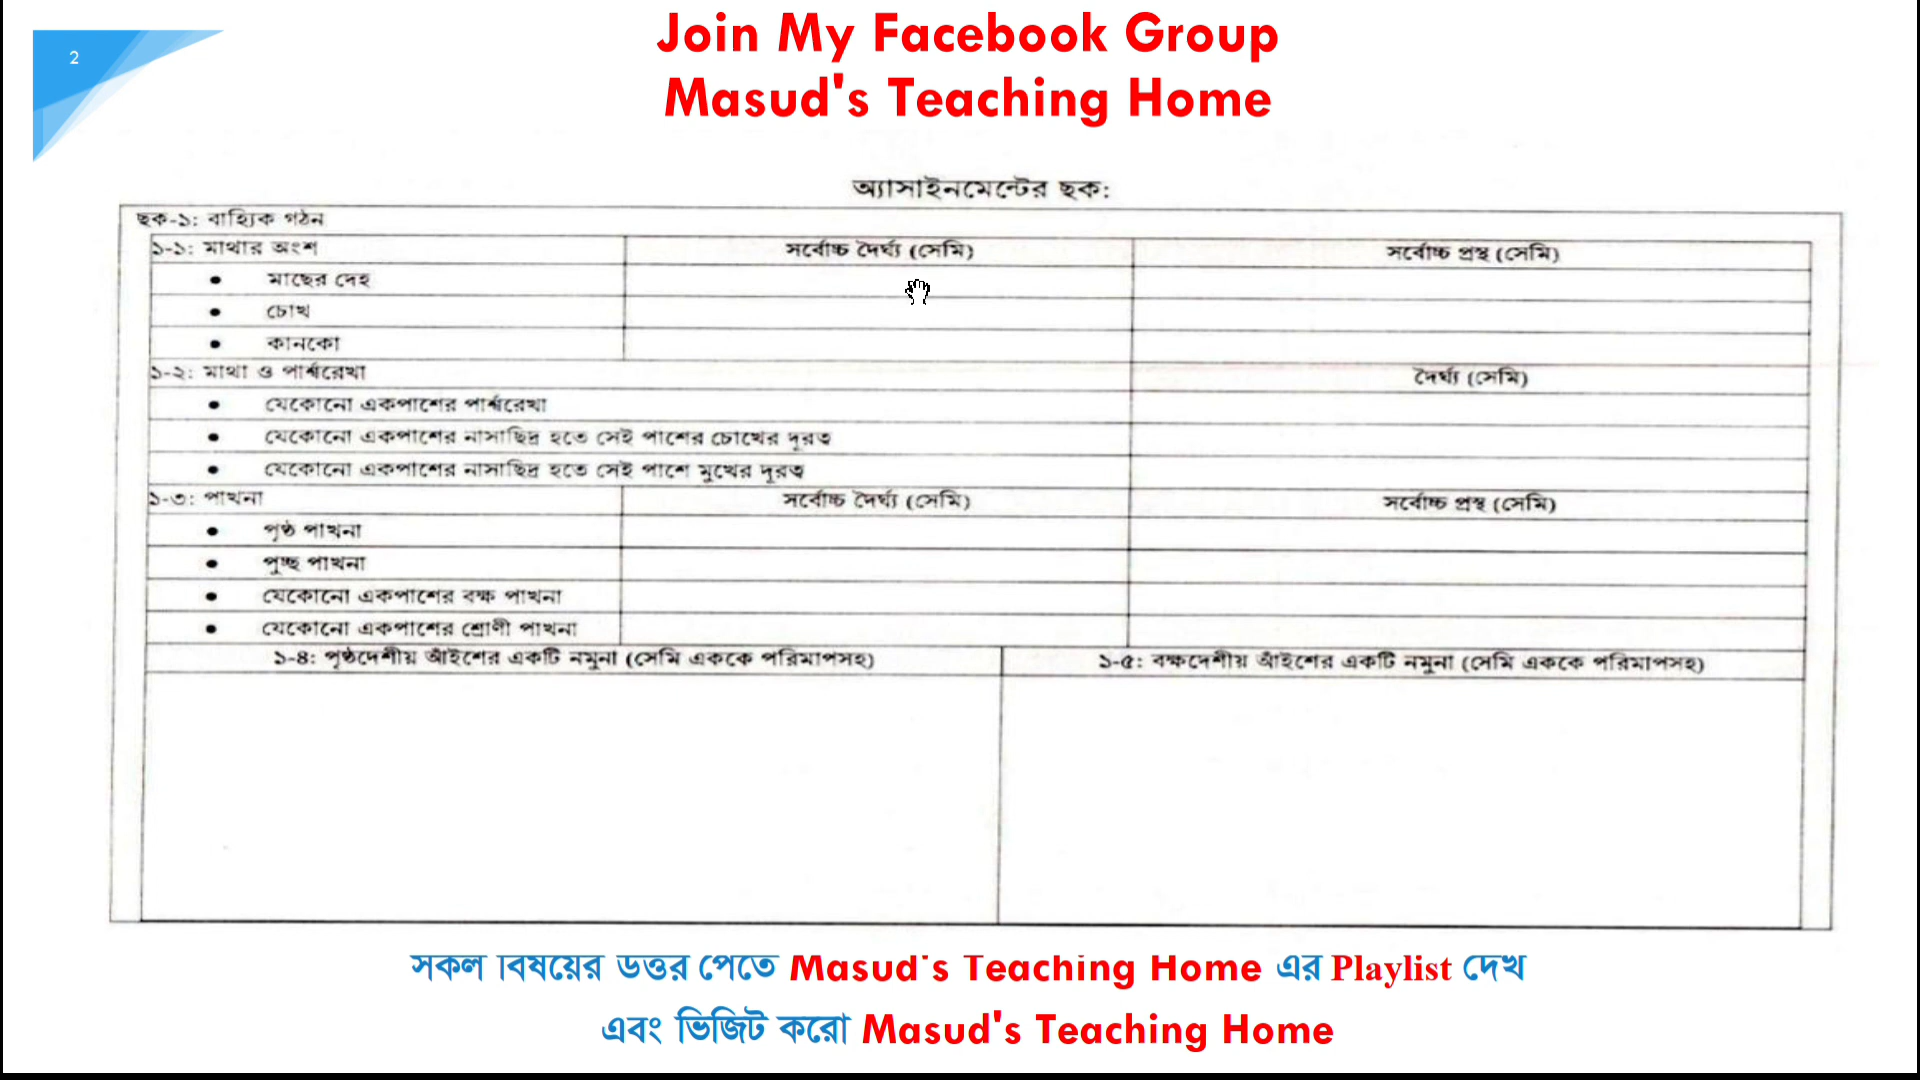 2
Join My Facebook Group
Masud's Teaching Home
অ্যাসাইনমেন্টের ছক:
ছক-১: বাহ্যিক গঠন
১-১: মাথার অংশ সর্বোচ্চ দৈর্ঘ্য (সেমি) সর্বোচ্চ প্রস্থ (সেমি)
• মাছের দেহ
• চোখ
• কানকো
১-২: মাথা ও পার্শ্বরেখা দৈর্ঘ্য (সেমি)
• যেকোনো একপাশের পার্শ্বরেখা
• যেকোনো একপাশের নাসাছিদ্র হতে সেই পাশের চোখের দূরত্ব
• যেকোনো একপাশের নাসাছিদ্র হতে সেই পাশে মুখের দূরত্ব
১-৩: পাখনা সর্বোচ্চ দৈর্ঘ্য (সেমি) সর্বোচ্চ প্রস্থ (সেমি)
• পৃষ্ঠ পাখনা
• পুচ্ছ পাখনা
• যেকোনো একপাশের বক্ষ পাখনা
• যেকোনো একপাশের শ্রোণী পাখনা
১-৪: পৃষ্ঠদেশীয় আঁইশের একটি নমুনা (সেমি এককে পরিমাপসহ) ১-৫: বক্ষদেশীয় আঁইশের একটি নমুনা (সেমি এককে পরিমাপসহ)
সকল বিষয়ের উত্তর পেতে Masud's Teaching Home এর Playlist দেখ
এবং ভিজিট করো Masud's Teaching Home